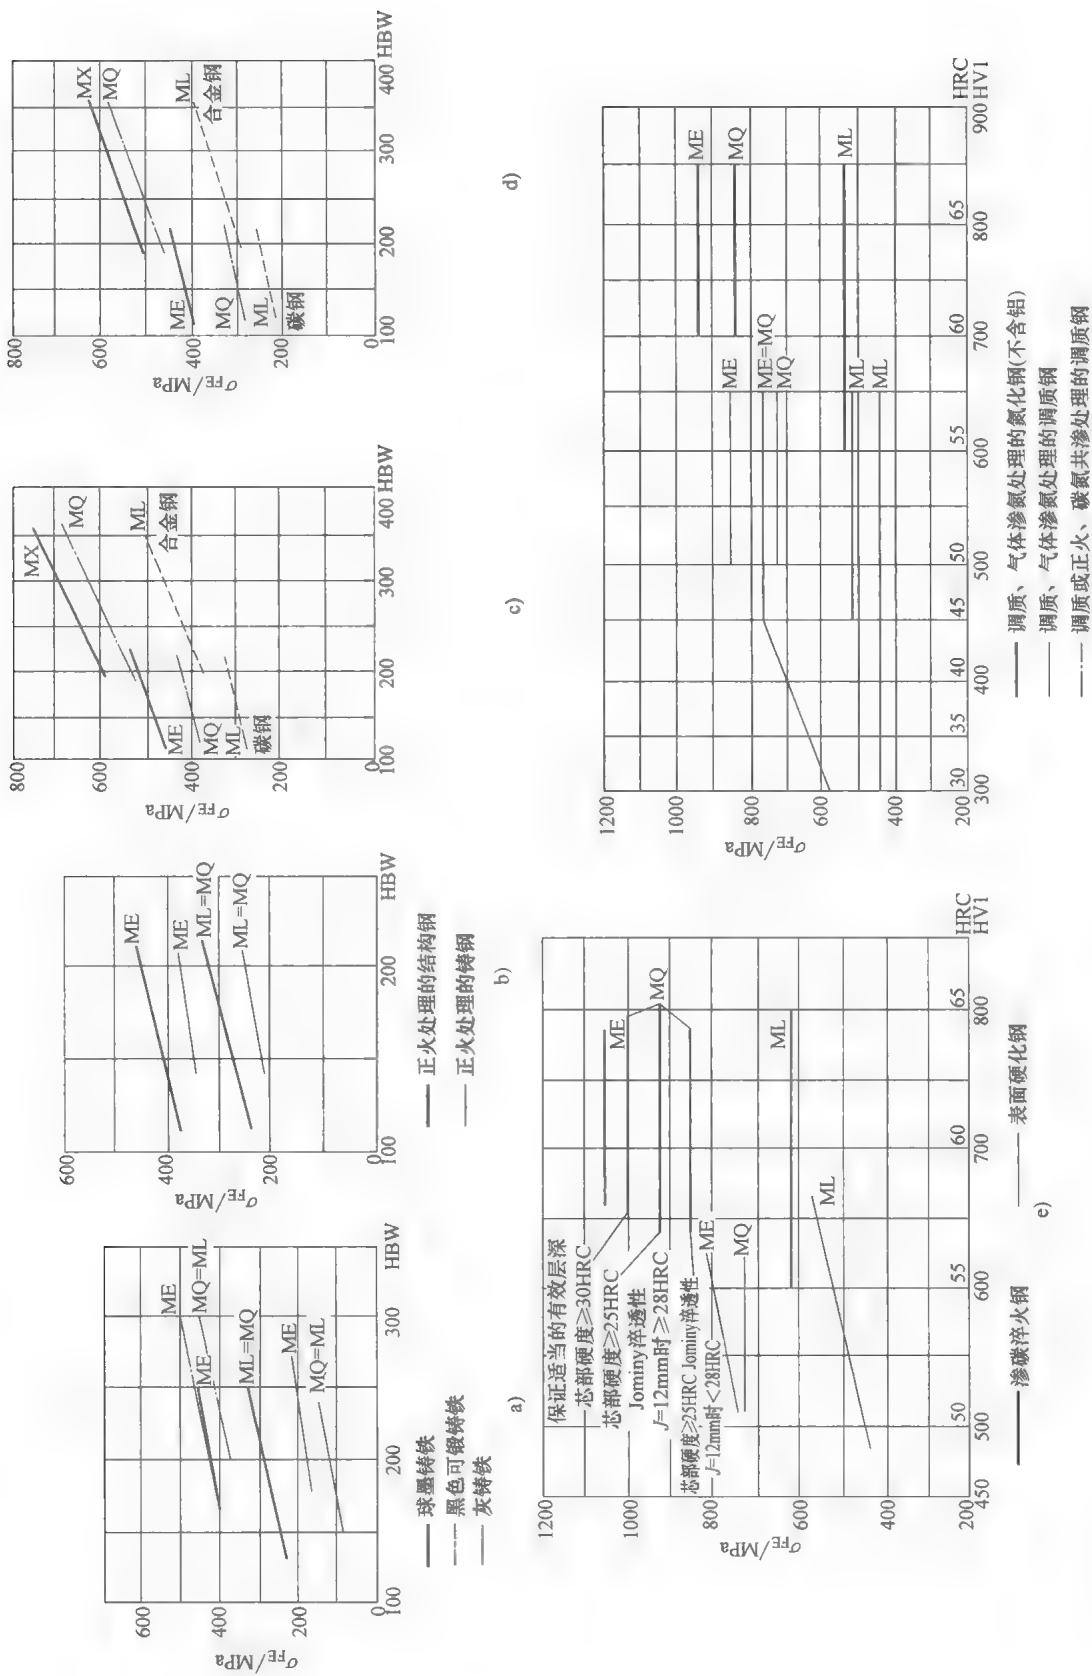 σFE/MPa
600
400
200
0
100
200
300
HBW
ME
MQ=ML
ME
ML=MQ
ME
MQ=ML
球墨铸铁
黑色可锻铸铁
灰铸铁
a)
σFE/MPa
600
400
200
0
100
200
HBW
ME
ME
ML=MQ
ML=MQ
正火处理的结构钢
正火处理的铸钢
b)
σFE/MPa
800
600
400
200
0
100
200
300
400
HBW
MX
MQ
ML
合金钢
ME
MQ
ML
碳钢
c)
σFE/MPa
800
600
400
200
0
100
200
300
400
HBW
MX
MQ
ML
合金钢
ME
MQ
ML
碳钢
d)
σFE/MPa
1200
1000
800
600
400
200
保证适当的有效层深
芯部硬度≥30HRC
芯部硬度≥25HRC
Jominy淬透性
J=12mm时≥28HRC
芯部硬度≥25HRC Jominy淬透性
J=12mm时<28HRC
ME
MQ
ML
ME
MQ
ML
50
55
60
65
HRC
450
500
600
700
800
HV1
渗碳淬火钢
表面硬化钢
e)
σFE/MPa
1200
1000
800
600
400
200
ME
MQ
ML
ME
ME=MQ
MQ
ML
ML
30
35
40
45
50
55
60
65
HRC
300
400
500
600
700
800
900
HV1
调质、气体渗氮处理的氮化钢(不含铝)
调质、气体渗氮处理的调质钢
调质或正火、碳氮共渗处理的调质钢